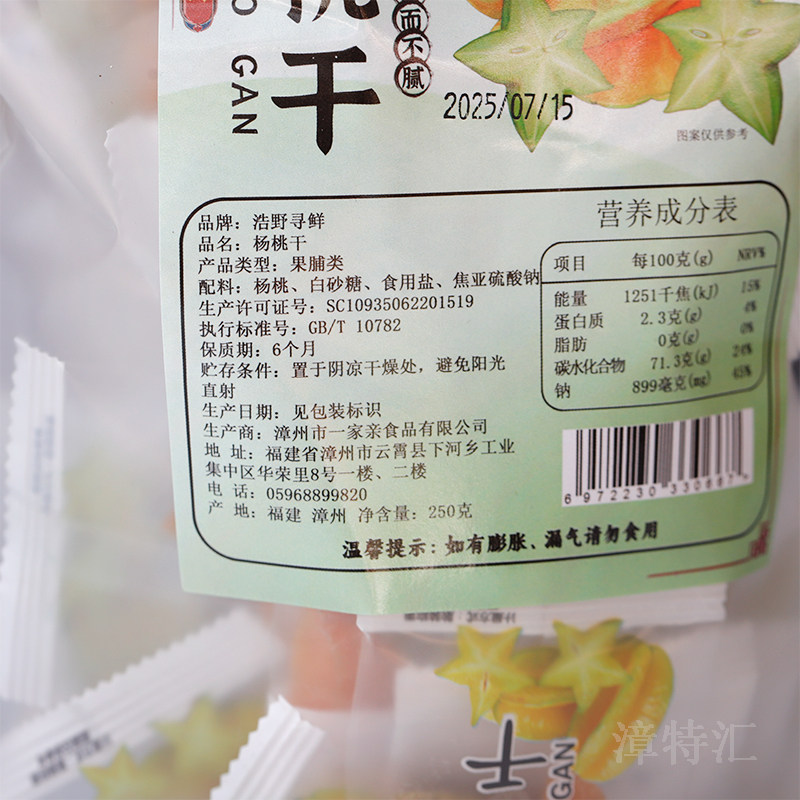 O GAN
干
而不腻
2025/07/15
图案仅供参考
品牌：浩野寻鲜
品名：杨桃干
产品类型：果脯类
配料：杨桃、白砂糖、食用盐、焦亚硫酸钠
生产许可证号：SC10935062201519
执行标准号：GB/T 10782
保质期：6个月
贮存条件：置于阴凉干燥处，避免阳光
直射
生产日期：见包装标识
生产商：漳州市一家亲食品有限公司
地 址：福建省漳州市云霄县下河乡工业
集中区华荣里8号一楼、二楼
电 话：05968899820
产 地：福建 漳州 净含量：250克
营养成分表
项目 每100克(g) NRV%
能量 1251千焦(kJ) 15%
蛋白质 2.3克(g) 4%
脂肪 0克(g) 0%
碳水化合物 71.3克(g) 24%
钠 899毫克(mg) 45%
6 972230 330667
温馨提示：如有膨胀、漏气请勿食用
GAN
漳特汇